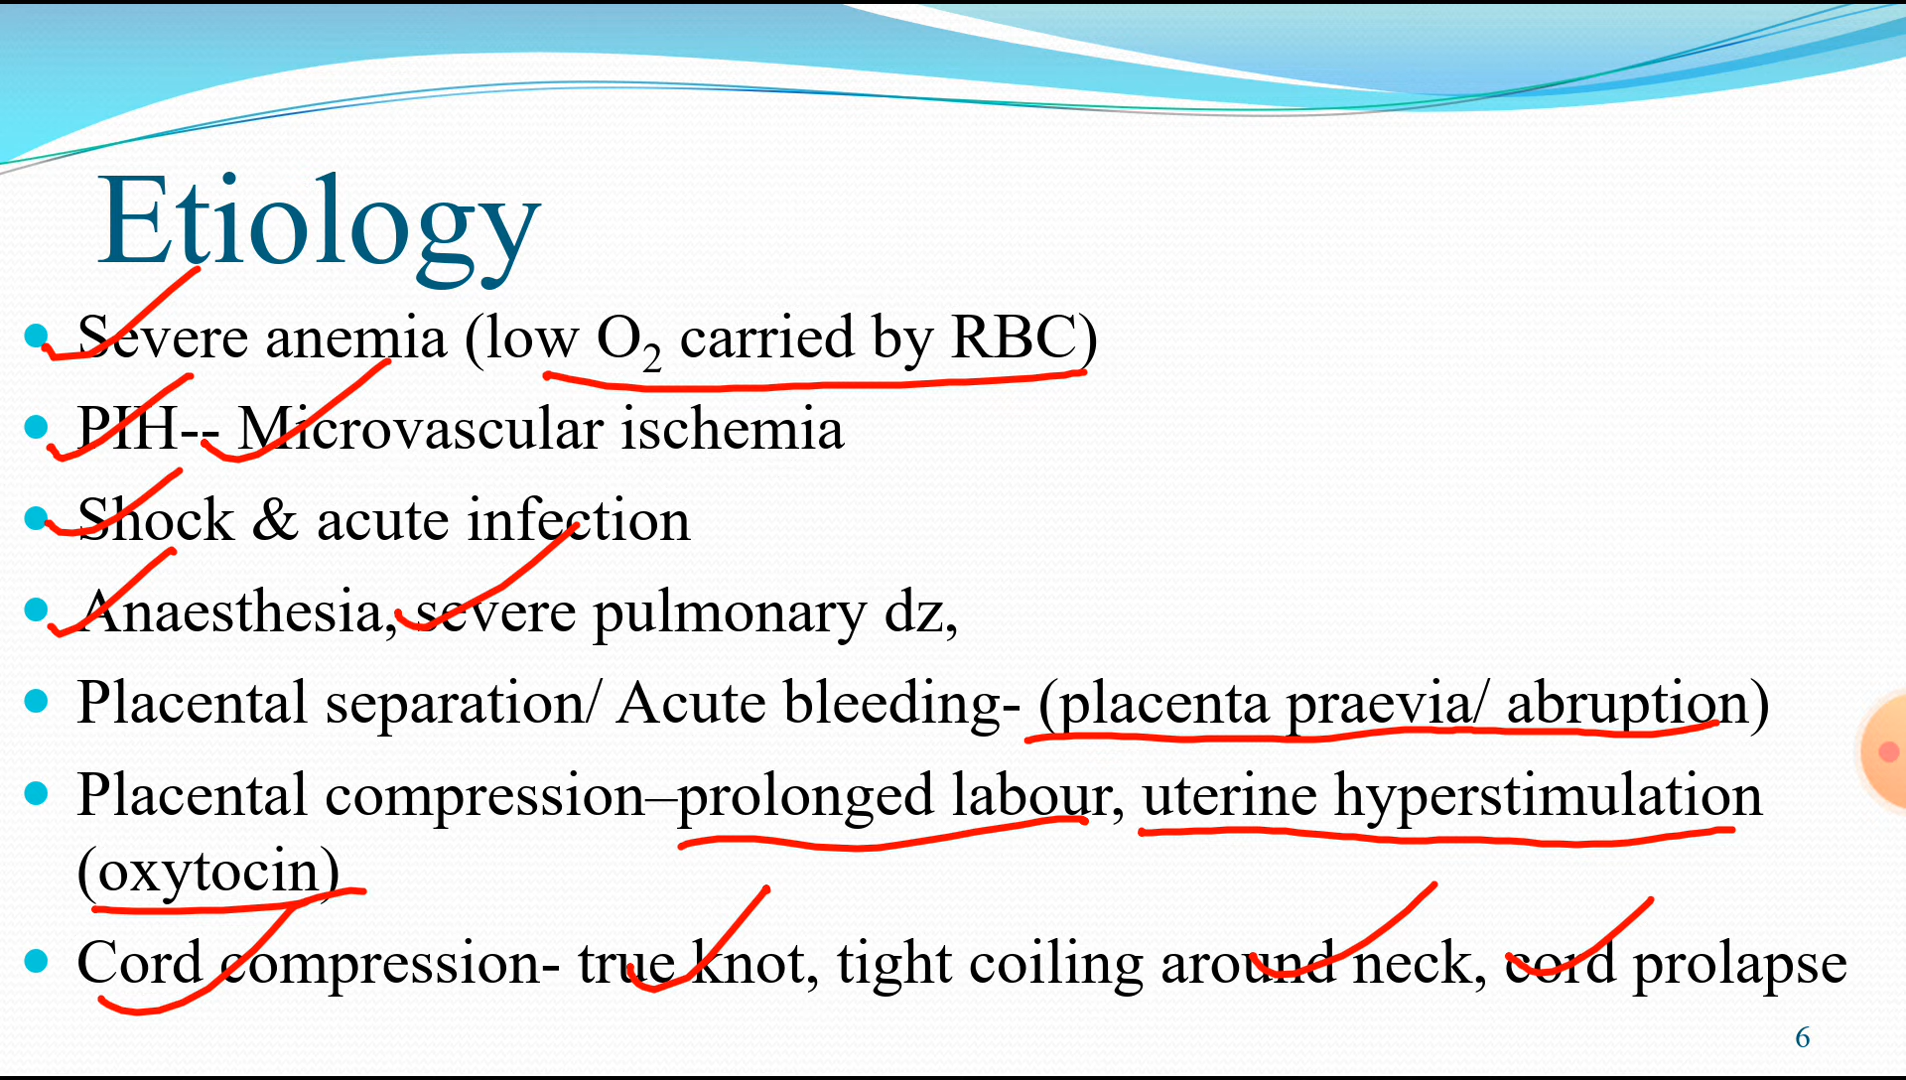 Etiology
• Severe anemia (low O₂ carried by RBC)
• PIH-- Microvascular ischemia
• Shock & acute infection
• Anaesthesia, severe pulmonary dz,
• Placental separation/ Acute bleeding- (placenta praevia/ abruption)
• Placental compression–prolonged labour, uterine hyperstimulation
(oxytocin)
• Cord compression- true knot, tight coiling around neck, cord prolapse
6